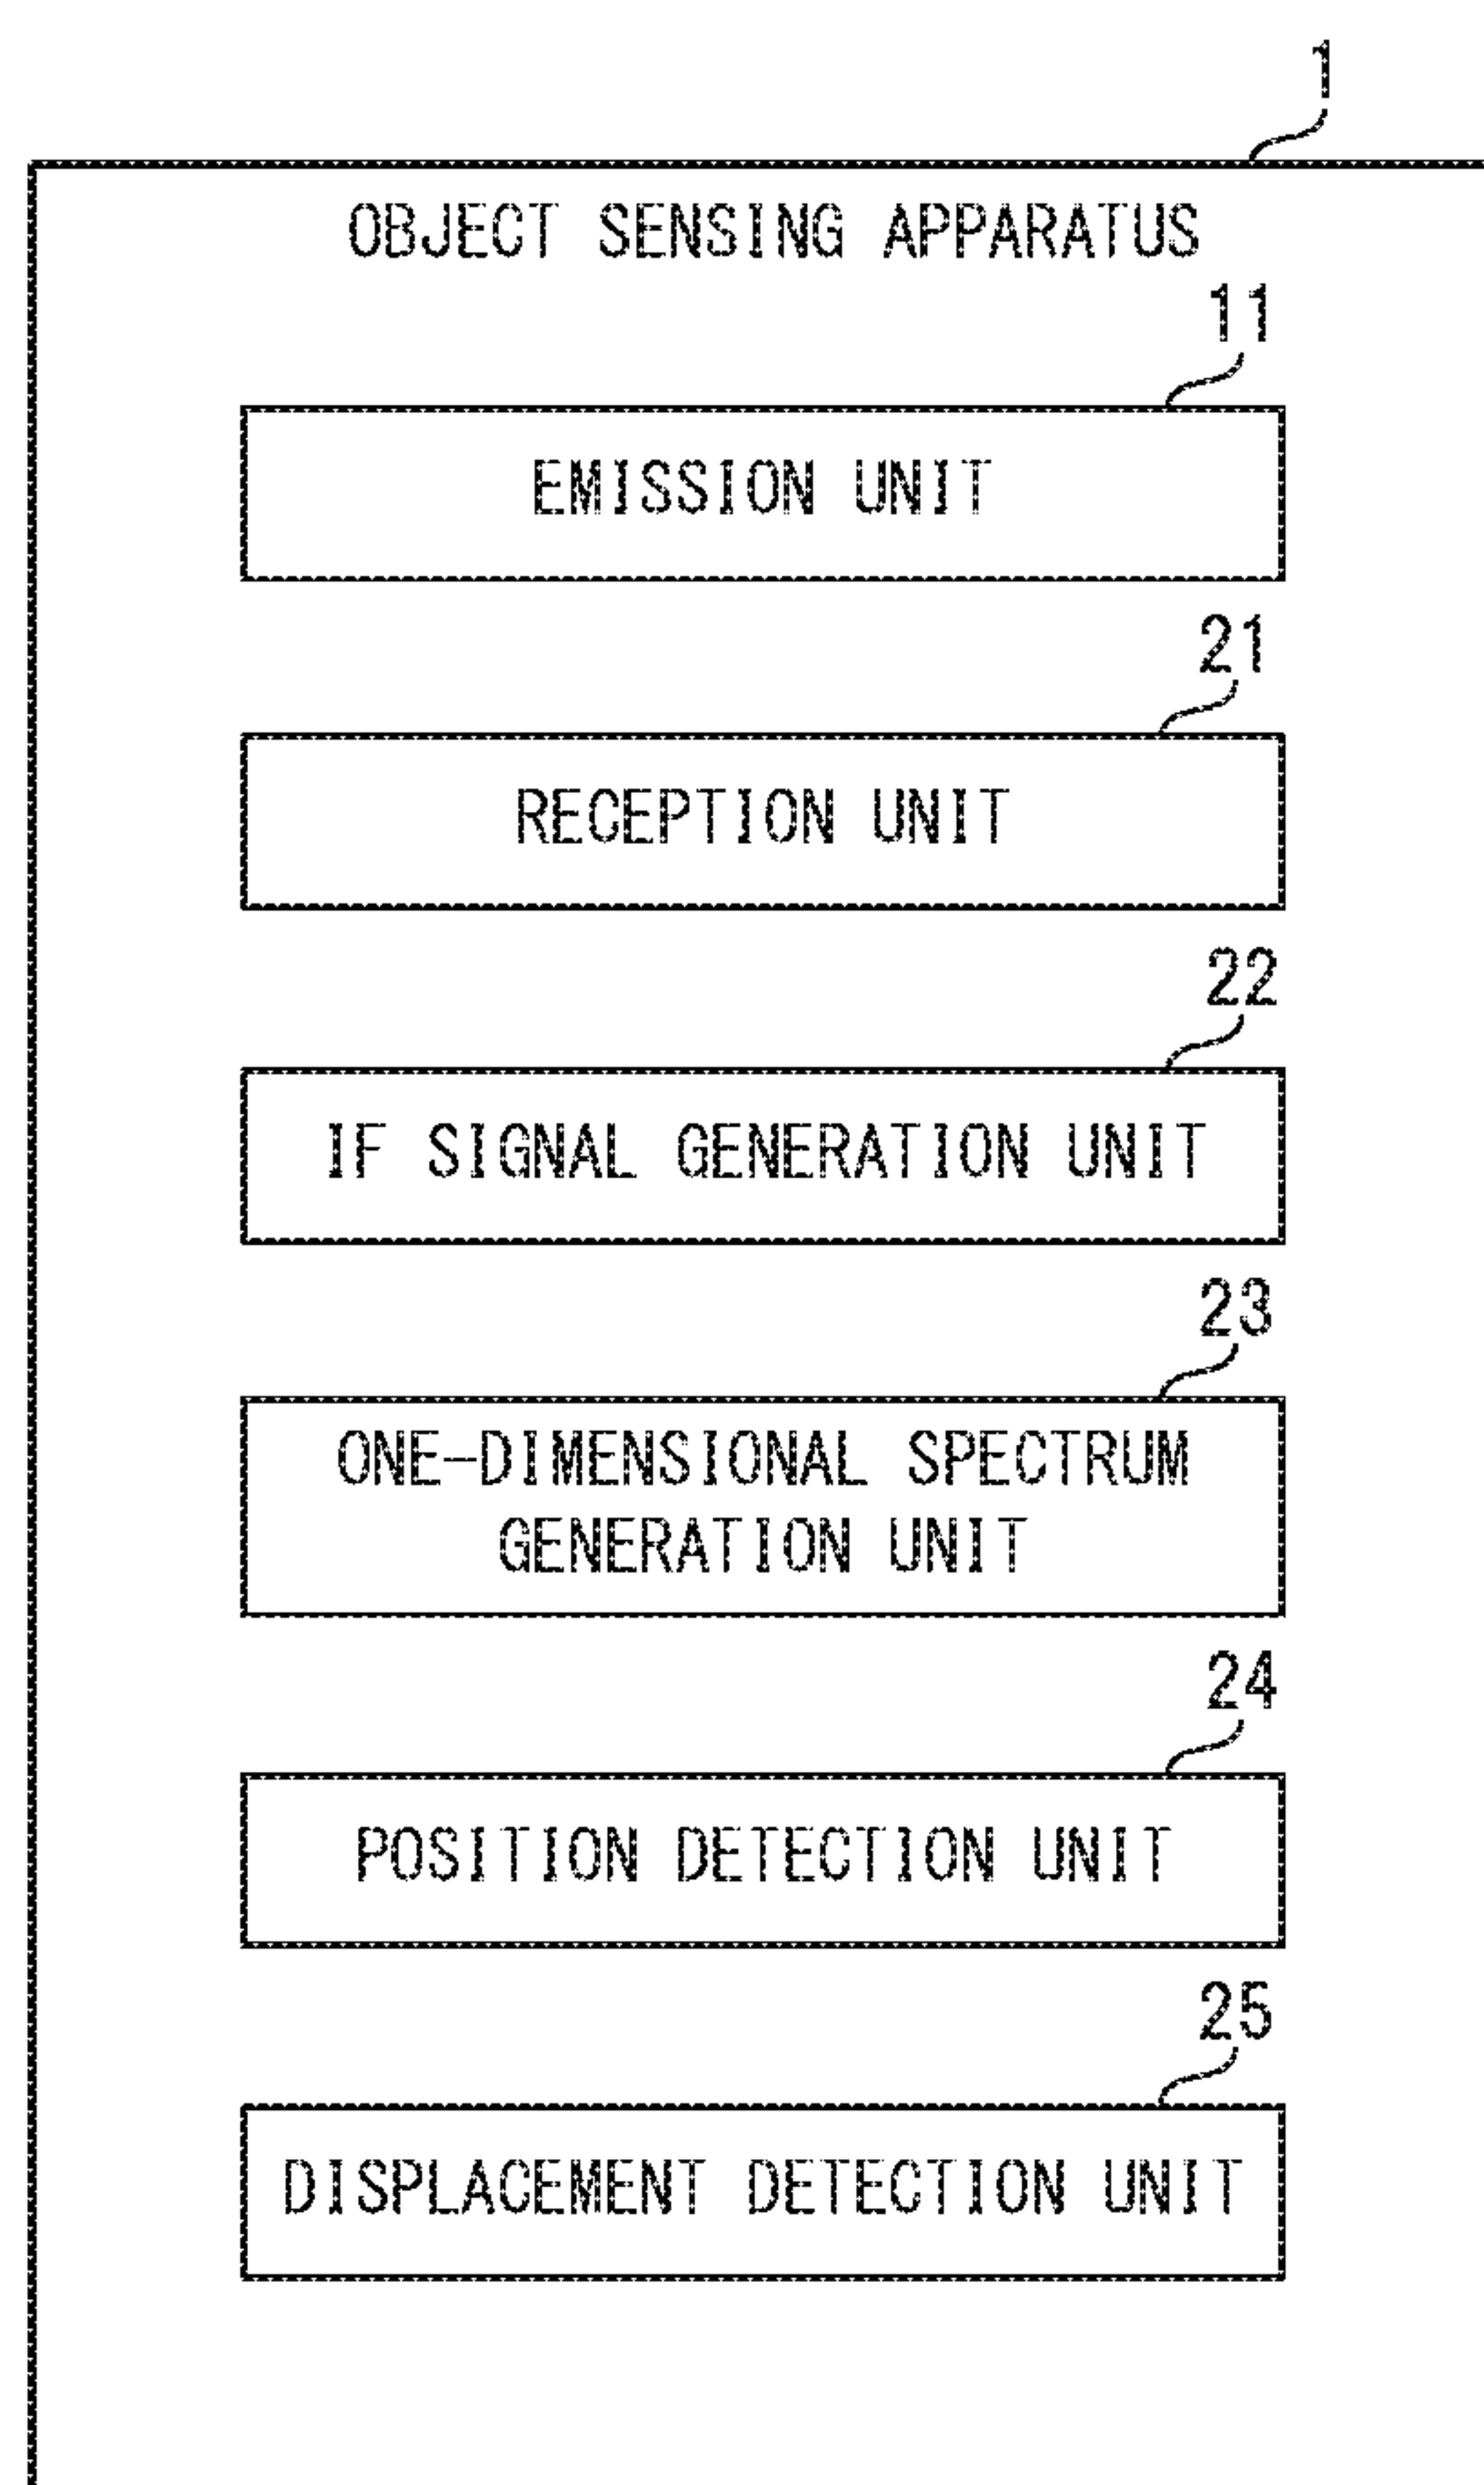 1
OBJECT SENSING APPARATUS
11
EMISSION UNIT
21
RECEPTION UNIT
22
IF SIGNAL GENERATION UNIT
23
ONE-DIMENSIONAL SPECTRUM
GENERATION UNIT
24
POSITION DETECTION UNIT
25
DISPLACEMENT DETECTION UNIT